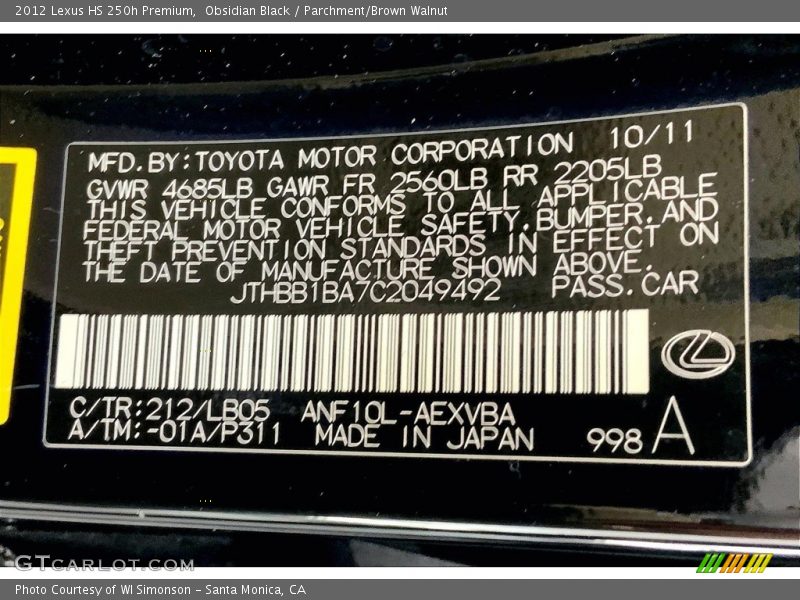 2012 Lexus HS 250h Premium,  Obsidian Black / Parchment/Brown Walnut
MFD.BY:TOYOTA MOTOR CORPORATION 10/11
GVWR 4685LB GAWR FR 2560LB RR 2205LB
THIS VEHICLE CONFORMS TO ALL APPLICABLE
FEDERAL MOTOR VEHICLE SAFETY,BUMPER,AND
THEFT PREVENTION STANDARDS IN EFFECT ON
THE DATE OF MANUFACTURE SHOWN ABOVE.
JTHBB1BA7C2049492 PASS.CAR
C/TR:212/LB05 ANF10L-AEXVBA
A/TM:-01A/P311 MADE IN JAPAN 998 A
GTCARLOT.COM
Photo Courtesy of WI Simonson - Santa Monica, CA